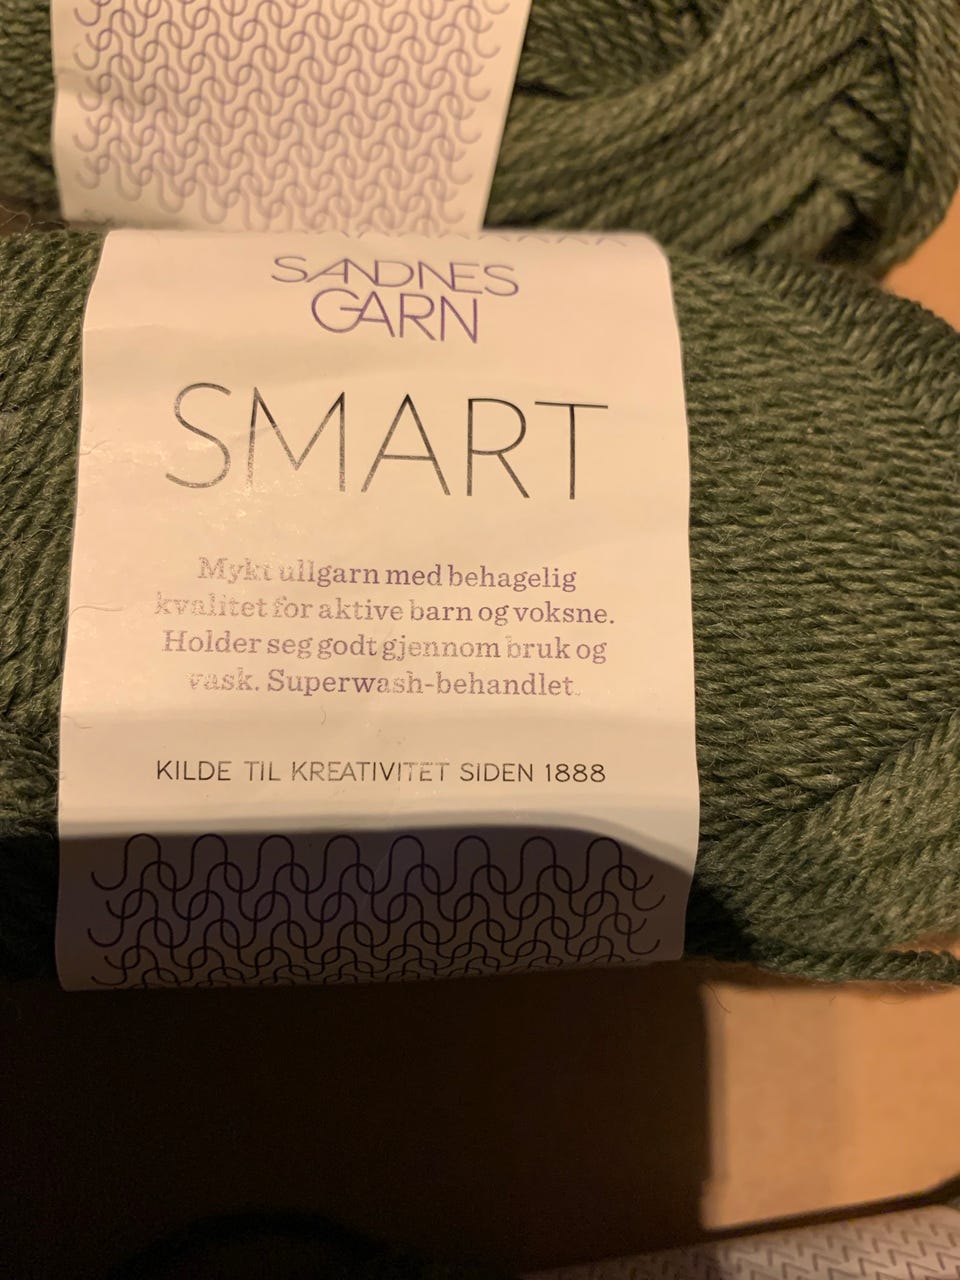 SANDNES
GARN
SMART
Mykt ullgarn med behagelig
kvalitet for aktive barn og voksne.
Holder seg godt gjennom bruk og
vask. Superwash-behandlet.
KILDE TIL KREATIVITET SIDEN 1888